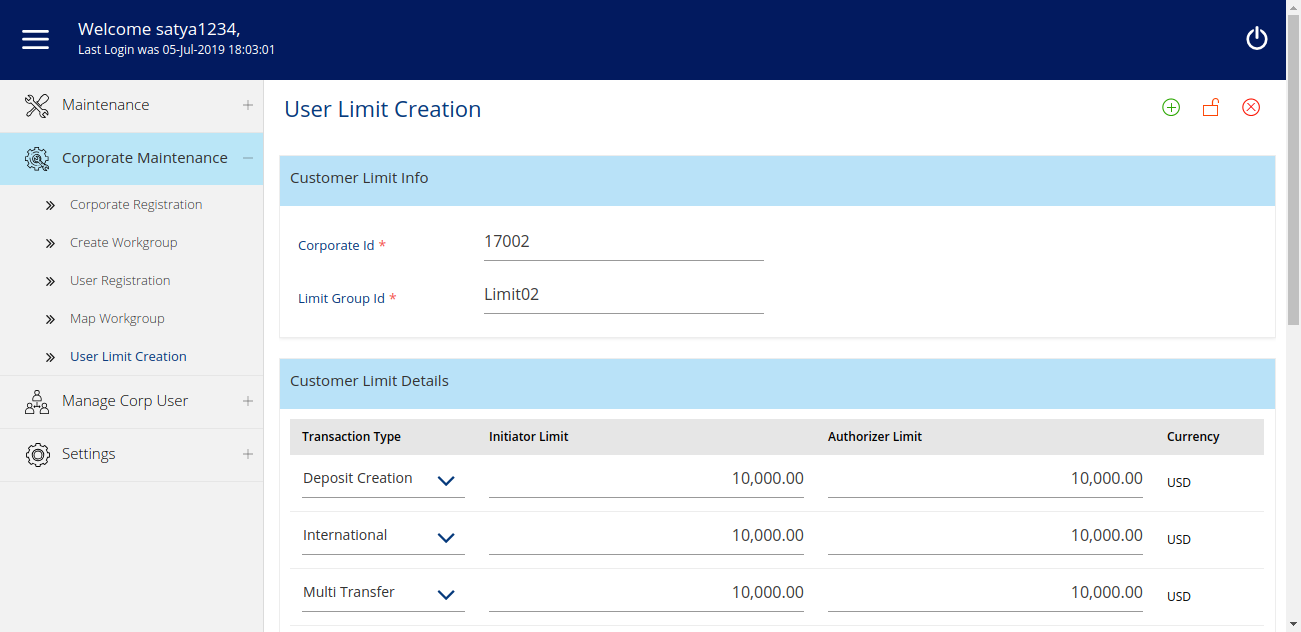 Welcome satya1234,
Last Login was 05-Jul-2019 18:03:01
Maintenance
Corporate Maintenance
Corporate Registration
Create Workgroup
User Registration
Map Workgroup
User Limit Creation
Manage Corp User
Settings
User Limit Creation
Customer Limit Info
Corporate Id * 17002
Limit Group Id * Limit02
Customer Limit Details
Transaction Type Initiator Limit Authorizer Limit Currency
Deposit Creation 10,000.00 10,000.00 USD
International 10,000.00 10,000.00 USD
Multi Transfer 10,000.00 10,000.00 USD